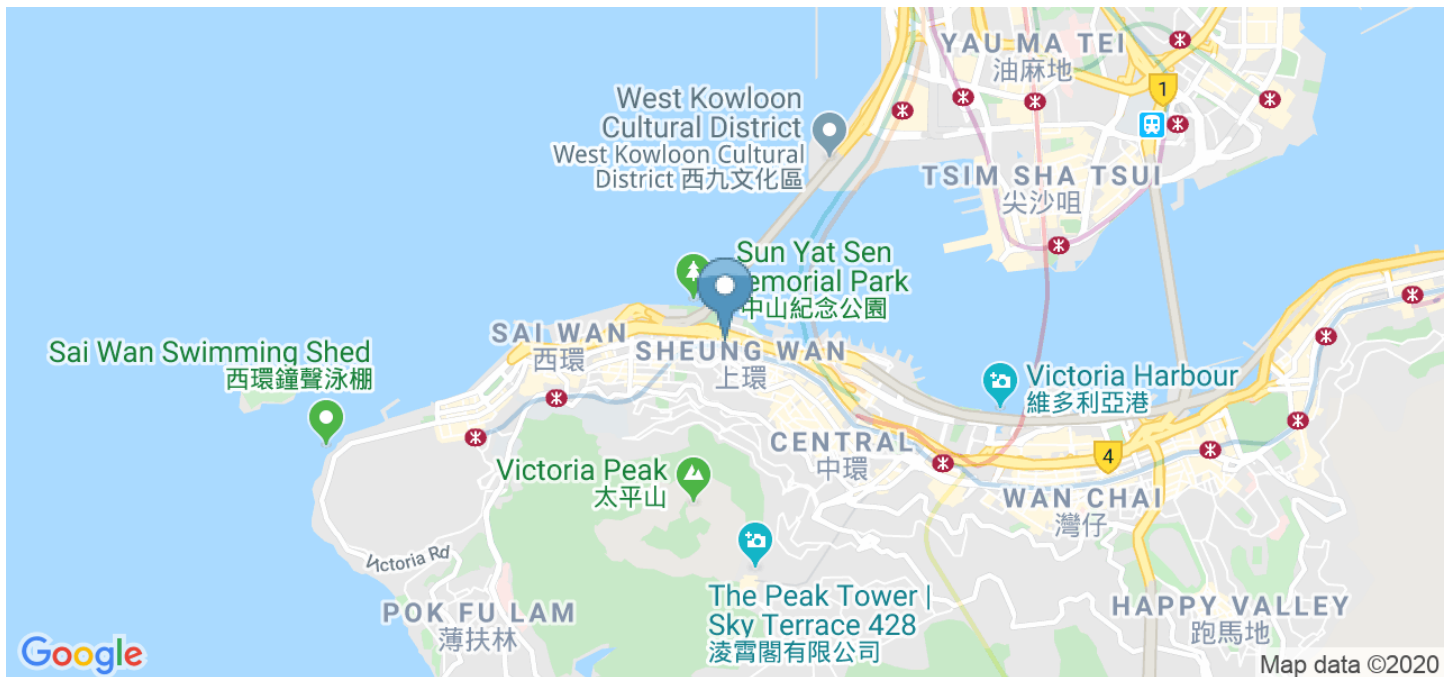 YAU MA TEI
油麻地
1
West Kowloon
Cultural District
West Kowloon Cultural
District 西九文化區
TSIM SHA TSUI
尖沙咀
Sun Yat Sen
emorial Park
中山紀念公園
SAI WAN
西環
SHEUNG WAN
上環
Sai Wan Swimming Shed
西環鐘聲泳棚
Victoria Harbour
維多利亞港
CENTRAL
中環
4
Victoria Peak
太平山
WAN CHAI
灣仔
Victoria Rd
The Peak Tower |
Sky Terrace 428
淩霄閣有限公司
POK FU LAM
薄扶林
HAPPY VALLEY
跑馬地
Google
Map data ©2020